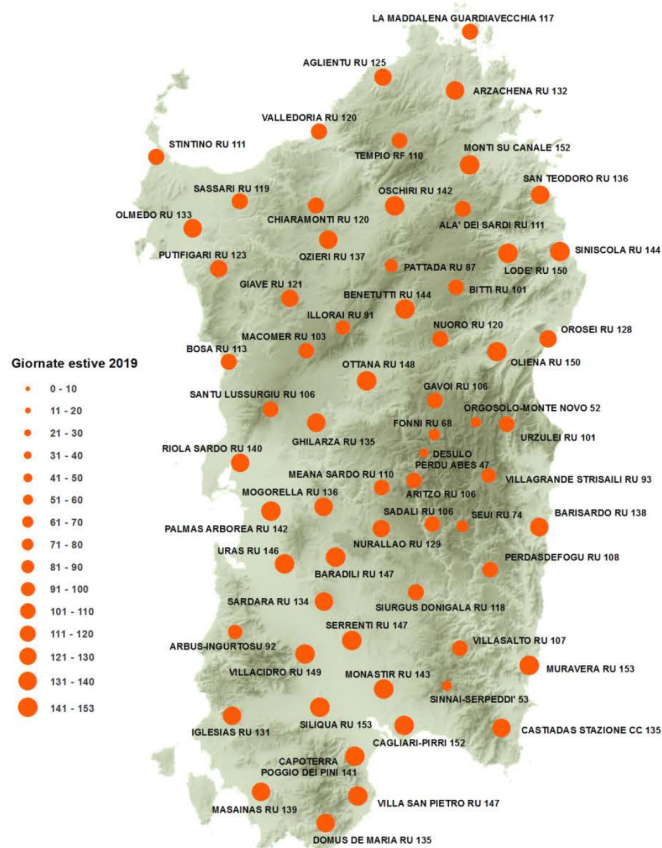 LA MADDALENA GUARDIAVECCHIA 117
AGLIENTU RU 125
ARZACHENA RU 132
VALLEDORIA RU 120
STINTINO RU 111
TEMPIO RF 110
MONTI SU CANALE 152
SAN TEODORO RU 136
SASSARI RU 119
OSCHIRI RU 142
OLMEDO RU 133
CHIARAMONTI RU 120
ALA' DEI SARDI RU 111
PUTIFIGARI RU 123
OZIERI RU 137
SINISCOLA RU 144
PATTADA RU 87
LODE' RU 150
GIAVE RU 121
BENETUTTI RU 144
BITTI RU 101
ILLORAI RU 91
MACOMER RU 103
NUORO RU 120
OROSEI RU 128
BOSA RU 113
OLIENA RU 150
Giornate estive 2019
OTTANA RU 148
0 - 10
GAVOI RU 106
SANTU LUSSURGIU RU 106
ORGOSOLO-MONTE NOVO 52
11 - 20
FONNI RU 68
21 - 30
GHILARZA RU 135
URZULEI RU 101
RIOLA SARDO RU 140
DESULO
PERDU ABES 47
31 - 40
MEANA SARDO RU 110
VILLAGRANDE STRISAILI RU 93
41 - 50
MOGORELLA RU 136
ARITZO RU 106
51 - 60
SADALI RU 106
SEUI RU 74
BARISARDO RU 138
61 - 70
PALMAS ARBOREA RU 142
NURALLAO RU 129
71 - 80
URAS RU 146
PERDASDEFOGU RU 108
81 - 90
BARADILI RU 147
91 - 100
SARDARA RU 134
SIURGUS DONIGALA RU 118
101 - 110
SERRENTI RU 147
111 - 120
ARBUS-INGURTOSU 92
VILLASALTO RU 107
121 - 130
VILLACIDRO RU 149
MONASTIR RU 143
MURAVERA RU 153
131 - 140
SINNAI-SERPEDDI' 53
141 - 153
IGLESIAS RU 131
SILIQUA RU 153
CAGLIARI-PIRRI 152
CASTIADAS STAZIONE CC 135
CAPOTERRA
POGGIO DEI PINI 141
MASAINAS RU 139
VILLA SAN PIETRO RU 147
DOMUS DE MARIA RU 135